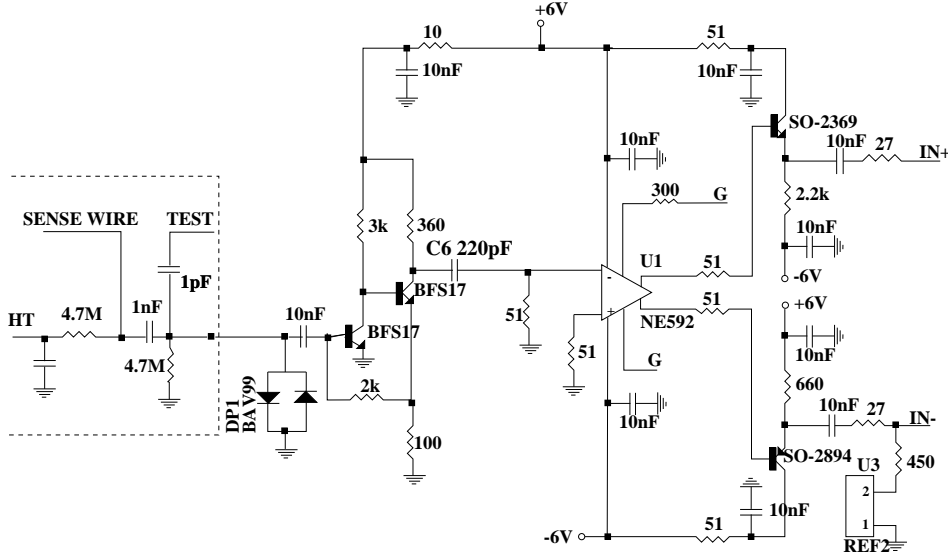 +6V
10
51
10nF
10nF
SO-2369
10nF
10nF
27
IN+
300
G
SENSE WIRE
TEST
3k
360
2.2k
C6 220pF
10nF
U1
51
1pF
-6V
BFS17
51
+6V
HT
4.7M
1nF
10nF
51
NE592
BFS17
10nF
51
4.7M
G
660
2k
DP1
BAV99
10nF
10nF
27
IN-
100
SO-2894
U3
450
2
10nF
51
1
-6V
REF2
-
+